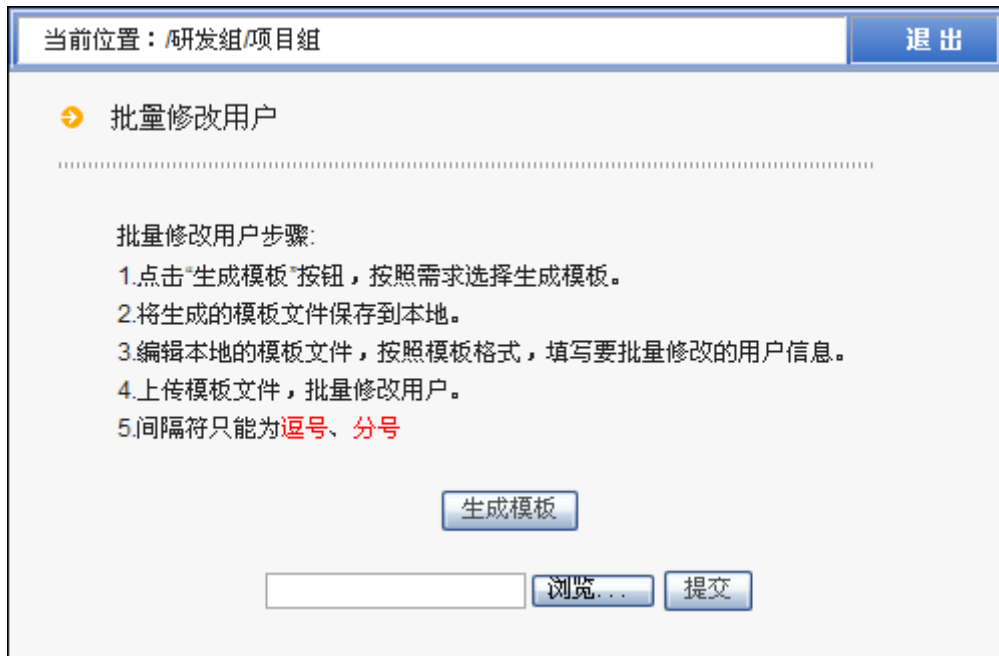 当前位置：/研发组/项目组 退 出
批量修改用户
批量修改用户步骤:
1.点击“生成模板”按钮，按照需求选择生成模板。
2.将生成的模板文件保存到本地。
3.编辑本地的模板文件，按照模板格式，填写要批量修改的用户信息。
4.上传模板文件，批量修改用户。
5.间隔符只能为逗号、分号
生成模板
浏览... 提交